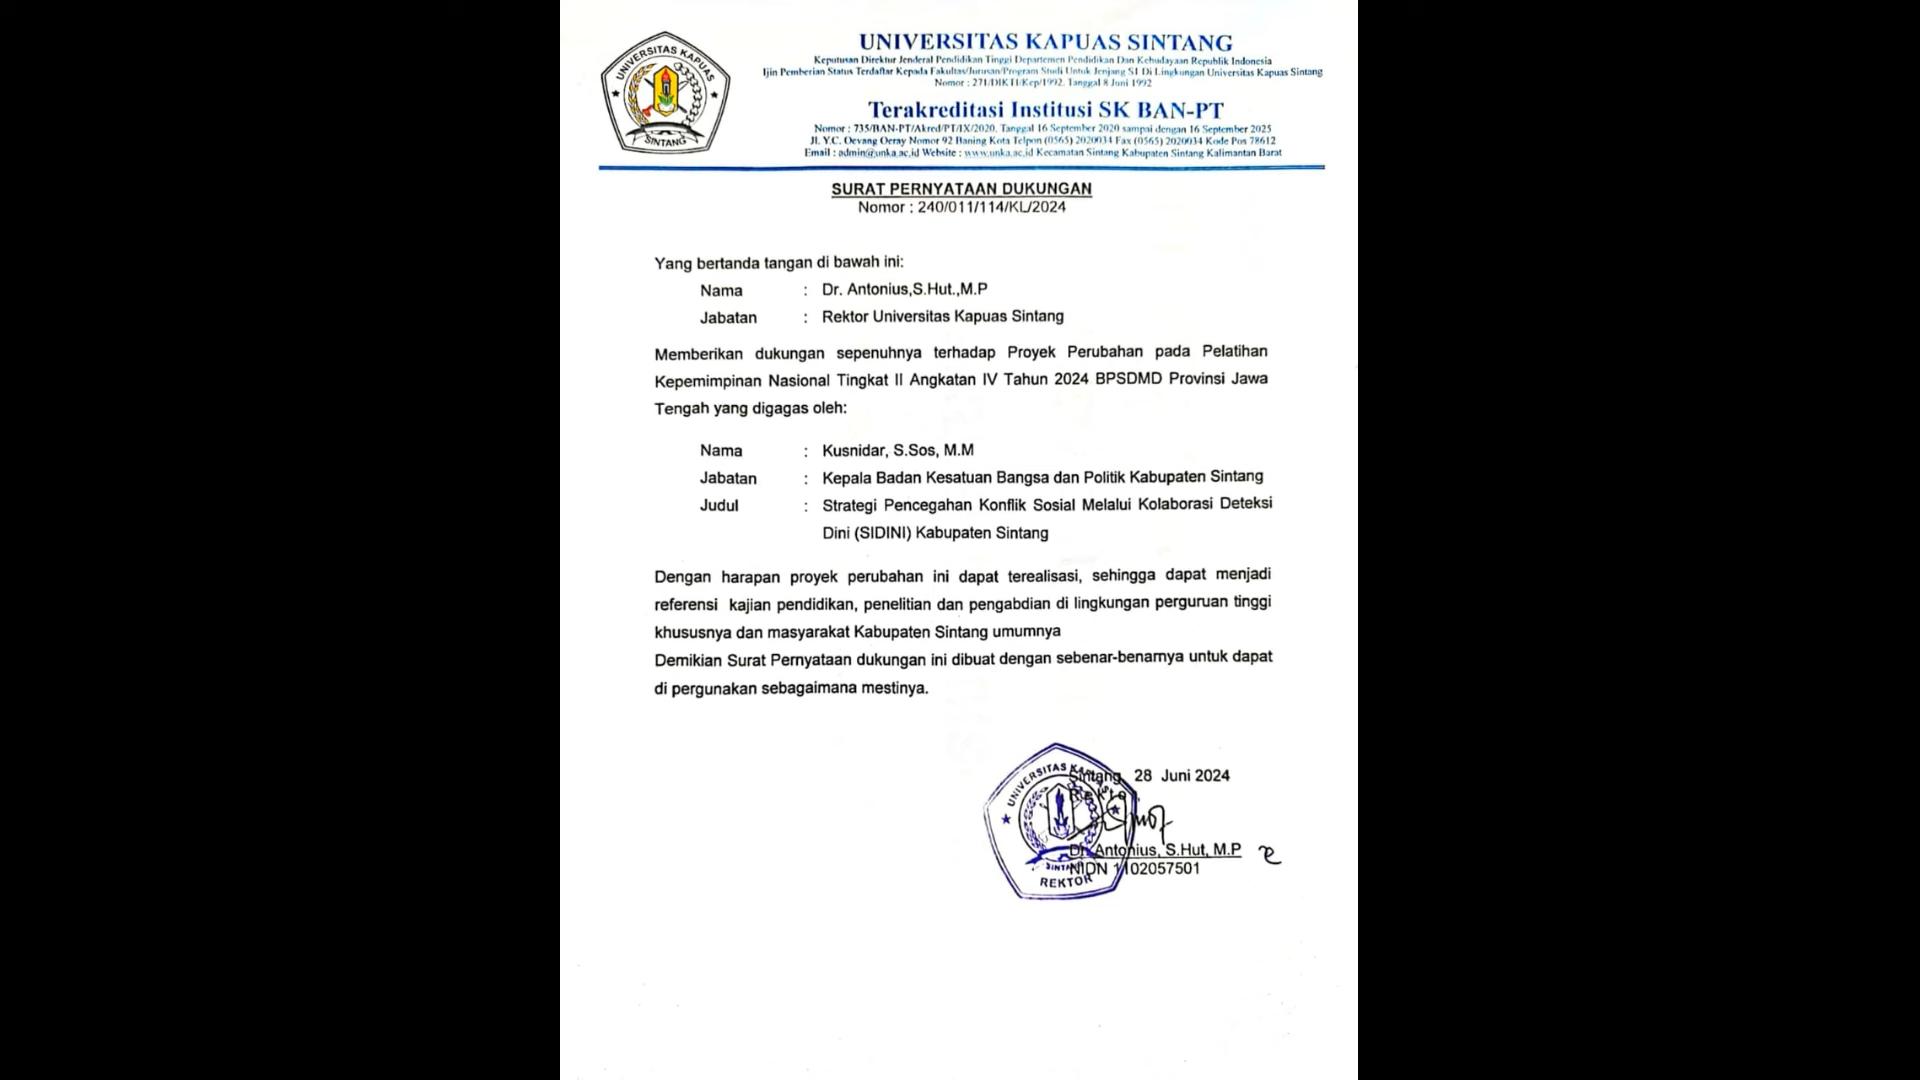 UNIVERSITAS KAPUAS SINTANG
Keputusan Direktur Jenderal Pendidikan Tinggi Departemen Pendidikan Dan Kebudayaan Republik Indonesia
Ijin Pemberian Status Terdaftar Kepada Fakultas/Jurusan/Program Studi Untuk Jenjang S1 Di Lingkungan Universitas Kapuas Sintang
Nomor : 271/DIKTI/Kep/1992. Tanggal 8 Juni 1992
Terakreditasi Institusi SK BAN-PT
Nomor : 735/BAN-PT/Akred/PT/IX/2020. Tanggal 16 September 2020 sampai dengan 16 September 2025
Jl. Y.C. Oevang Oeray Nomor 92 Baning Kota Telpon (0565) 2020034 Fax (0565) 2020034 Kode Pos 78612
Email : admin@unka.ac.id Website : www.unka.ac.id Kecamatan Sintang Kabupaten Sintang Kalimantan Barat
UNIVERSITAS KAPUAS
SINTANG
SURAT PERNYATAAN DUKUNGAN
Nomor : 240/011/114/KL/2024
Yang bertanda tangan di bawah ini:
Nama : Dr. Antonius,S.Hut.,M.P
Jabatan : Rektor Universitas Kapuas Sintang
Memberikan dukungan sepenuhnya terhadap Proyek Perubahan pada Pelatihan
Kepemimpinan Nasional Tingkat II Angkatan IV Tahun 2024 BPSDMD Provinsi Jawa
Tengah yang digagas oleh:
Nama : Kusnidar, S.Sos, M.M
Jabatan : Kepala Badan Kesatuan Bangsa dan Politik Kabupaten Sintang
Judul : Strategi Pencegahan Konflik Sosial Melalui Kolaborasi Deteksi
Dini (SIDINI) Kabupaten Sintang
Dengan harapan proyek perubahan ini dapat terealisasi, sehingga dapat menjadi
referensi kajian pendidikan, penelitian dan pengabdian di lingkungan perguruan tinggi
khususnya dan masyarakat Kabupaten Sintang umumnya
Demikian Surat Pernyataan dukungan ini dibuat dengan sebenar-benarnya untuk dapat
di pergunakan sebagaimana mestinya.
Sintang, 28 Juni 2024
Rektor
Dr. Antonius, S.Hut, M.P
NIDN 1102057501
UNIVERSITAS KAPUAS
SINTANG
REKTOR